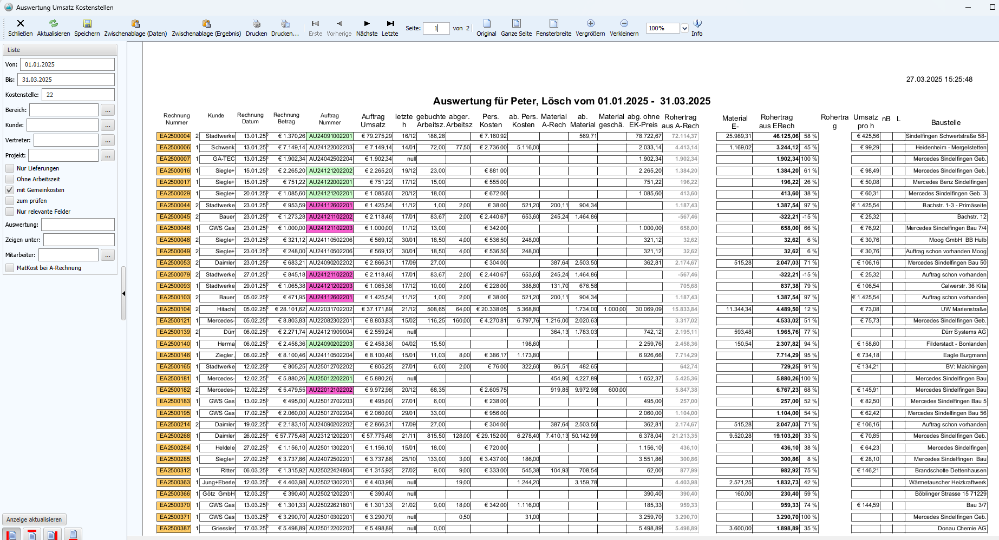 Auswertung Umsatz Kostenstellen
Schließen Aktualisieren Speichern Zwischenablage (Daten) Zwischenablage (Ergebnis) Drucken Drucken... Erste Vorherige Nächste Letzte Seite: 1 von 2 Original Ganze Seite Fensterbreite Vergrößern Verkleinern 100% Info
Liste
Von: 01.01.2025
Bis: 31.03.2025
Kostenstelle: 22
Bereich: ...
Kunde: ...
Vertreter: ...
Projekt: ...
Nur Lieferungen
Ohne Arbeitszeit
mit Gemeinkosten
zum prüfen
Nur relevante Felder
Auswertung:
Zeigen unter:
Mitarbeiter: ...
MatKost bei A-Rechnung
Anzeige aktualisieren
27.03.2025 15:25:48
Auswertung für Peter, Lösch vom 01.01.2025 - 31.03.2025
Rechnung Nummer Kunde Rechnung Datum Rechnung Betrag Auftrag Nummer Auftrag Umsatz letzte h gebuchte Arbeitsz. abger. Arbeitsz Pers. Kosten ab. Pers. Kosten Material A-Rech ab. Material Material geschä. abg. ohne EK-Preis Rohertrag aus A-Rech Material E- Rohertrag aus ERech Rohertra g Umsatz pro h nB L Baustelle
EA2500004 2 Stadtwerke 13.01.25 € 1.370,26 AU24091002201 € 79.275,29 16/12 186,28 € 7.160,92 569,71 78.722,67 72.114,37 25.989,31 46.125,06 58 % € 425,56 Sindelfingen Schwertstraße 58-
EA2500006 1 Schwenk 13.01.25 € 7.149,14 AU24122002203 € 7.149,14 14/01 72,00 77,50 € 2.736,00 5.116,00 2.033,14 4.413,14 1.169,02 3.244,12 45 % € 99,29 Heidenheim - Mergelstetten
EA2500007 1 GA-TEC 13.01.25 € 1.902,34 AU24042502204 € 1.902,34 null 1.902,34 1.902,34 1.902,34 100 % Mercedes Sindelfingen Geb.
EA2500016 1 Siegle+ 15.01.25 € 2.265,20 AU24121202202 € 2.265,20 19/12 23,00 € 881,00 2.265,20 1.384,20 1.384,20 61 % € 98,49 Mercedes Sindelfingen Geb.
EA2500017 1 Siegle+ 15.01.25 € 751,22 AU24122002201 € 751,22 17/12 15,00 € 555,00 751,22 196,22 196,22 26 % € 50,08 Mercedes Benz Sindelfingen
EA2500029 1 Siegle+ 20.01.25 € 1.085,60 AU24121202201 € 1.085,60 20/12 18,00 € 672,00 1.085,60 413,60 413,60 38 % € 60,31 Mercedes Sindelfingen Geb. 3
EA2500044 2 Stadtwerke 23.01.25 € 953,59 AU24112602201 € 1.425,54 11/12 1,00 2,00 € 38,00 521,20 200,11 904,34 1.187,43 1.387,54 97 % € 1.425,54 Bachstr. 1-3 - Primäseite
EA2500045 2 Bauer 23.01.25 € 1.273,28 AU24121102202 € 2.118,46 17/01 83,67 2,00 € 2.440,67 653,60 245,24 1.464,86 -567,46 -322,21 -15 % € 25,32 Bachstr. 12
EA2500046 1 GWS Gas 23.01.25 € 1.000,00 AU24121102203 € 1.000,00 11/12 13,00 € 342,00 1.000,00 658,00 658,00 66 % € 76,92 Mercedes Sindelfingen Bau 7/4
EA2500048 2 Siegle+ 23.01.25 € 321,12 AU24110502206 € 569,12 30/01 18,50 4,00 € 536,50 248,00 321,12 32,62 32,62 6 % € 30,76 Moog GmbH BB Hulb
EA2500049 2 Siegle+ 23.01.25 € 248,00 AU24110502206 € 569,12 30/01 18,50 4,00 € 536,50 248,00 321,12 32,62 32,62 6 % € 30,76 Auftrag schon vorhanden Moog
EA2500053 2 Daimler 23.01.25 € 683,21 AU24090202202 € 2.866,31 17/09 27,00 € 304,00 387,64 2.503,50 362,81 2.174,67 515,28 2.047,03 71 % € 106,16 Mercedes Sindelfingen Bau 50
EA2500079 2 Stadtwerke 27.01.25 € 845,18 AU24121102202 € 2.118,46 17/01 83,67 2,00 € 2.440,67 653,60 245,24 1.464,86 -567,46 -322,21 -15 % € 25,32 Auftrag schon vorhanden
EA2500093 1 Stadtwerke 29.01.25 € 1.065,38 AU24121202203 € 1.065,38 17/12 10,00 2,00 € 228,00 388,80 131,70 676,58 705,68 837,38 79 % € 106,54 Calwerstr. 36 Kita
EA2500103 2 Bauer 05.02.25 € 471,95 AU24112602201 € 1.425,54 11/12 1,00 2,00 € 38,00 521,20 200,11 904,34 1.187,43 1.387,54 97 % € 1.425,54 Auftrag schon vorhanden
EA2500104 2 Hitachi 05.02.25 € 28.101,62 AU22031702202 € 37.171,89 21/12 508,65 64,00 € 20.338,05 5.368,80 1.734,00 1.000,00 30.069,09 15.833,84 11.344,34 4.489,50 12 % € 73,08 UW Marienstraße
EA2500121 1 Mercedes- 05.02.25 € 8.803,83 AU22082302201 € 8.803,83 15/02 116,25 160,00 € 4.270,81 6.797,76 1.216,00 2.020,63 3.317,02 4.533,02 51 % € 75,73 Mercedes Sindelfingen Geb.
EA2500139 2 Dürr 06.02.25 € 2.271,74 AU24121909004 € 2.559,24 null 364,13 1.783,03 742,12 2.195,11 593,48 1.965,76 77 % Dürr Systems AG
EA2500140 1 Herma 06.02.25 € 2.458,36 AU24090202203 € 2.458,36 04/02 15,50 198,60 2.259,76 2.458,36 150,54 2.307,82 94 % € 158,60 Filderstadt - Bonlanden
EA2500146 1 Ziegler, 06.02.25 € 8.100,46 AU24110502204 € 8.100,46 15/01 11,03 8,00 € 386,17 1.173,80 6.926,66 7.714,29 7.714,29 95 % € 734,18 Eagle Burgmann
EA2500165 1 Stadtwerke 12.02.25 € 805,25 AU25012702202 € 805,25 27/01 6,00 2,00 € 76,00 322,60 86,51 482,65 642,74 729,25 91 % € 134,21 BV: Maichingen
EA2500181 1 Mercedes- 12.02.25 € 5.880,26 AU25012202201 € 5.880,26 null 454,90 4.227,89 1.652,37 5.425,36 5.880,26 100 % Mercedes Sindelfingen Bau
EA2500182 2 Mercedes- 12.02.25 € 5.479,55 AU22012102202 € 9.972,98 20/12 68,35 € 2.605,75 919,85 9.972,98 600,00 5.847,38 6.767,23 68 % € 145,91 Mercedes Sindelfingen Bau
EA2500183 1 GWS Gas 13.02.25 € 495,00 AU25012702203 € 495,00 27/01 6,00 € 238,00 495,00 257,00 257,00 52 % € 82,50 Mercedes Sindelfingen Bau 5
EA2500195 1 GWS Gas 17.02.25 € 2.060,00 AU25012702204 € 2.060,00 29/01 33,00 € 956,00 2.060,00 1.104,00 1.104,00 54 % € 62,42 Mercedes Sindelfingen Bau 56
EA2500214 2 Daimler 19.02.25 € 2.183,10 AU24090202202 € 2.866,31 17/09 27,00 € 304,00 387,64 2.503,50 362,81 2.174,67 515,28 2.047,03 71 % € 106,16 Auftrag schon vorhanden
EA2500268 1 Daimler 26.02.25 € 57.775,48 AU23121202201 € 57.775,48 21/11 815,50 128,00 € 29.152,00 6.278,40 7.410,13 50.142,99 6.378,04 21.213,35 9.520,28 19.103,20 33 % € 70,85 Mercedes Sindelfingen Geb.
EA2500284 1 Heldele 27.02.25 € 1.156,10 AU25011302201 € 1.156,10 15/01 18,00 € 720,00 1.156,10 436,10 436,10 38 % € 64,23 Mercedes Sindelfingen
EA2500285 1 Siegle+ 27.02.25 € 3.737,86 AU24072502201 € 3.737,86 25/10 133,00 3,00 € 3.437,00 186,00 3.551,86 300,86 300,86 8 % € 28,10 Mercedes Sindelfingen Bau
EA2500312 1 Ritter 06.03.25 € 1.315,92 AU25022424804 € 1.315,92 27/02 9,00 9,00 € 333,00 545,38 104,93 708,54 62,00 877,99 982,92 75 % € 146,21 Brandschotte Dettenhausen
EA2500363 1 Jung+Eberle 12.03.25 € 4.403,98 AU25021302201 € 4.403,98 null 19,00 1.244,20 3.159,78 4.403,98 2.571,25 1.832,73 42 % Wärmetauscher Heizkraftwerk
EA2500366 1 Götz GmbH 12.03.25 € 390,40 AU25021202201 € 390,40 null 390,40 390,40 160,00 230,40 59 % Böblinger Strasse 15 71229
EA2500370 1 GWS Gas 13.03.25 € 1.301,33 AU25022621801 € 1.301,33 21/02 9,00 18,00 € 342,00 1.116,00 185,33 959,33 959,33 74 % € 144,59 Bau 3/7
EA2500371 1 GWS Gas 13.03.25 € 3.290,70 AU25010302201 € 3.290,70 null 0,50 31,00 3.259,70 3.290,70 3.290,70 100 % Mercedes Sindelfingen Geb.
EA2500387 1 Griessler 17.03.25 € 5.498,89 AU25012202202 € 5.498,89 null 0,00 5.498,89 5.498,89 3.600,00 1.898,89 35 % Donau Chemie AG